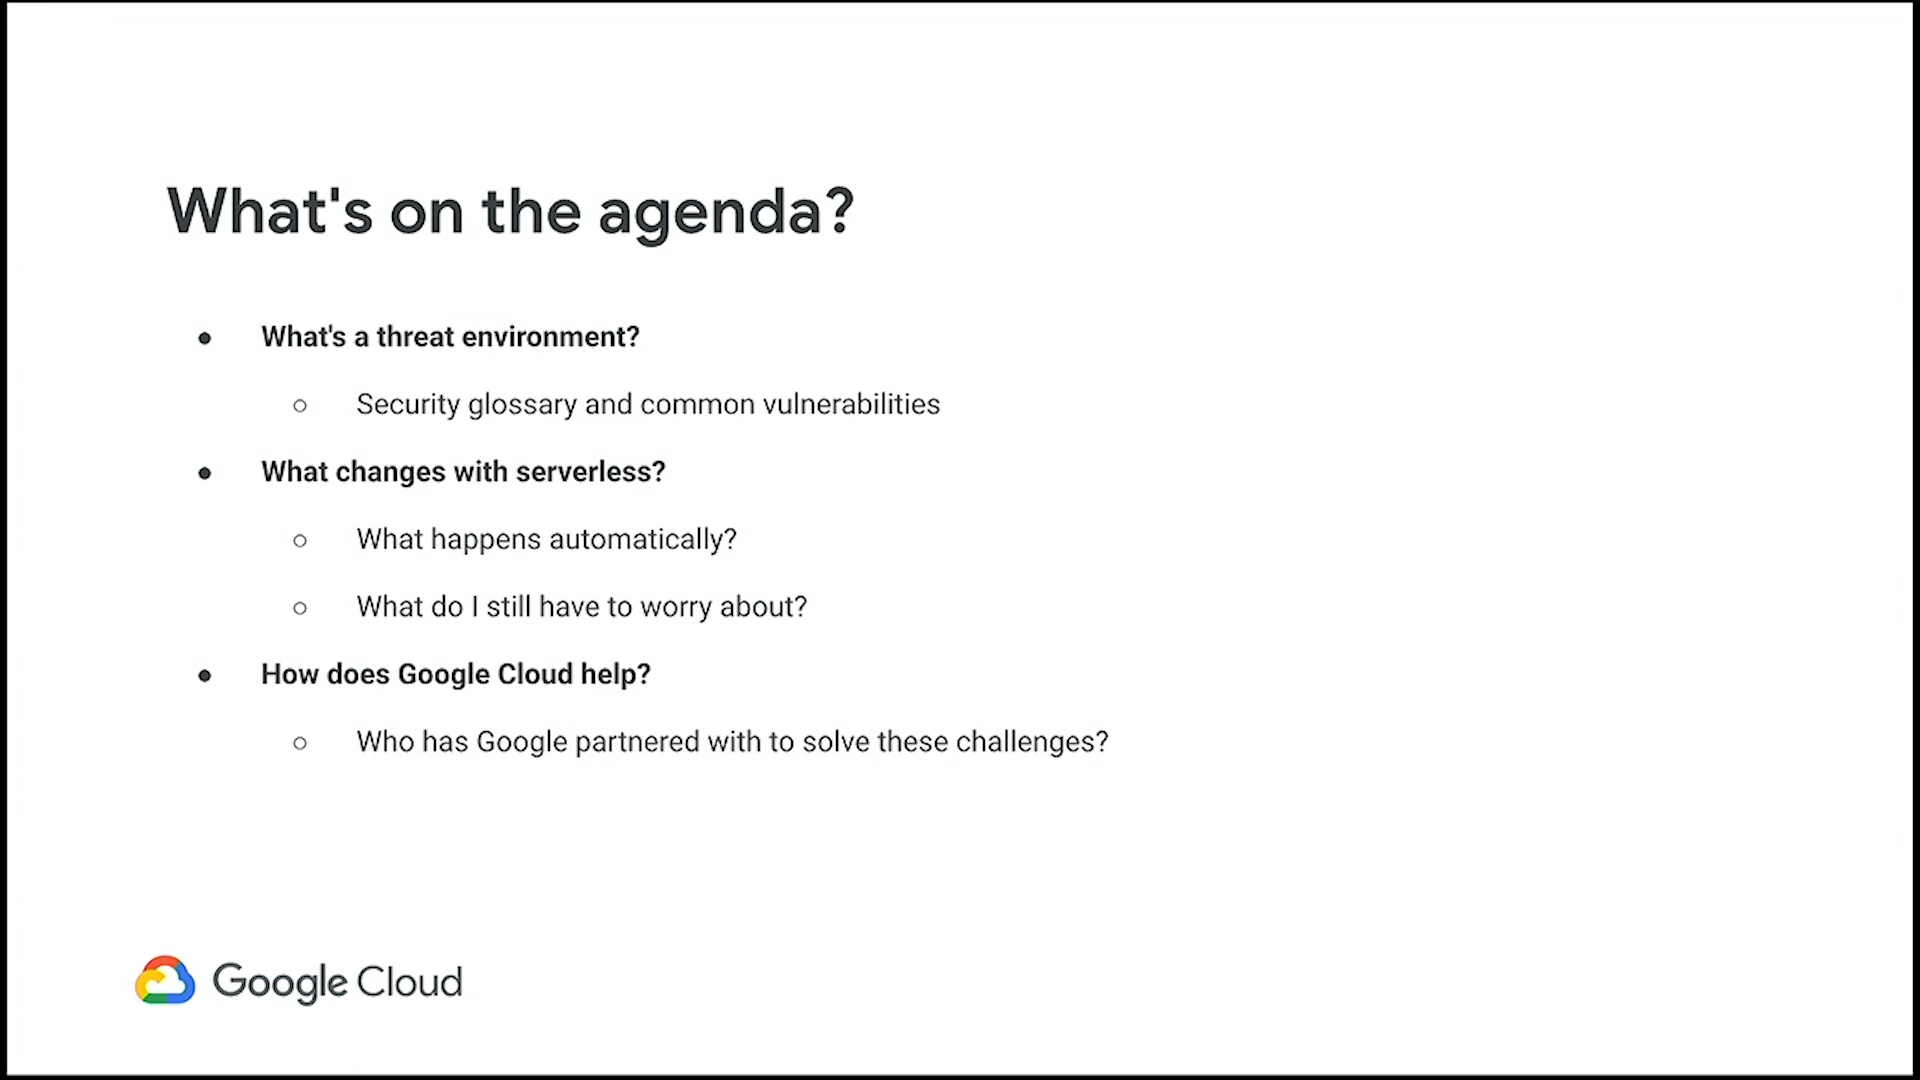 What's on the agenda?
● What's a threat environment?
○ Security glossary and common vulnerabilities
● What changes with serverless?
○ What happens automatically?
○ What do I still have to worry about?
● How does Google Cloud help?
○ Who has Google partnered with to solve these challenges?
Google Cloud